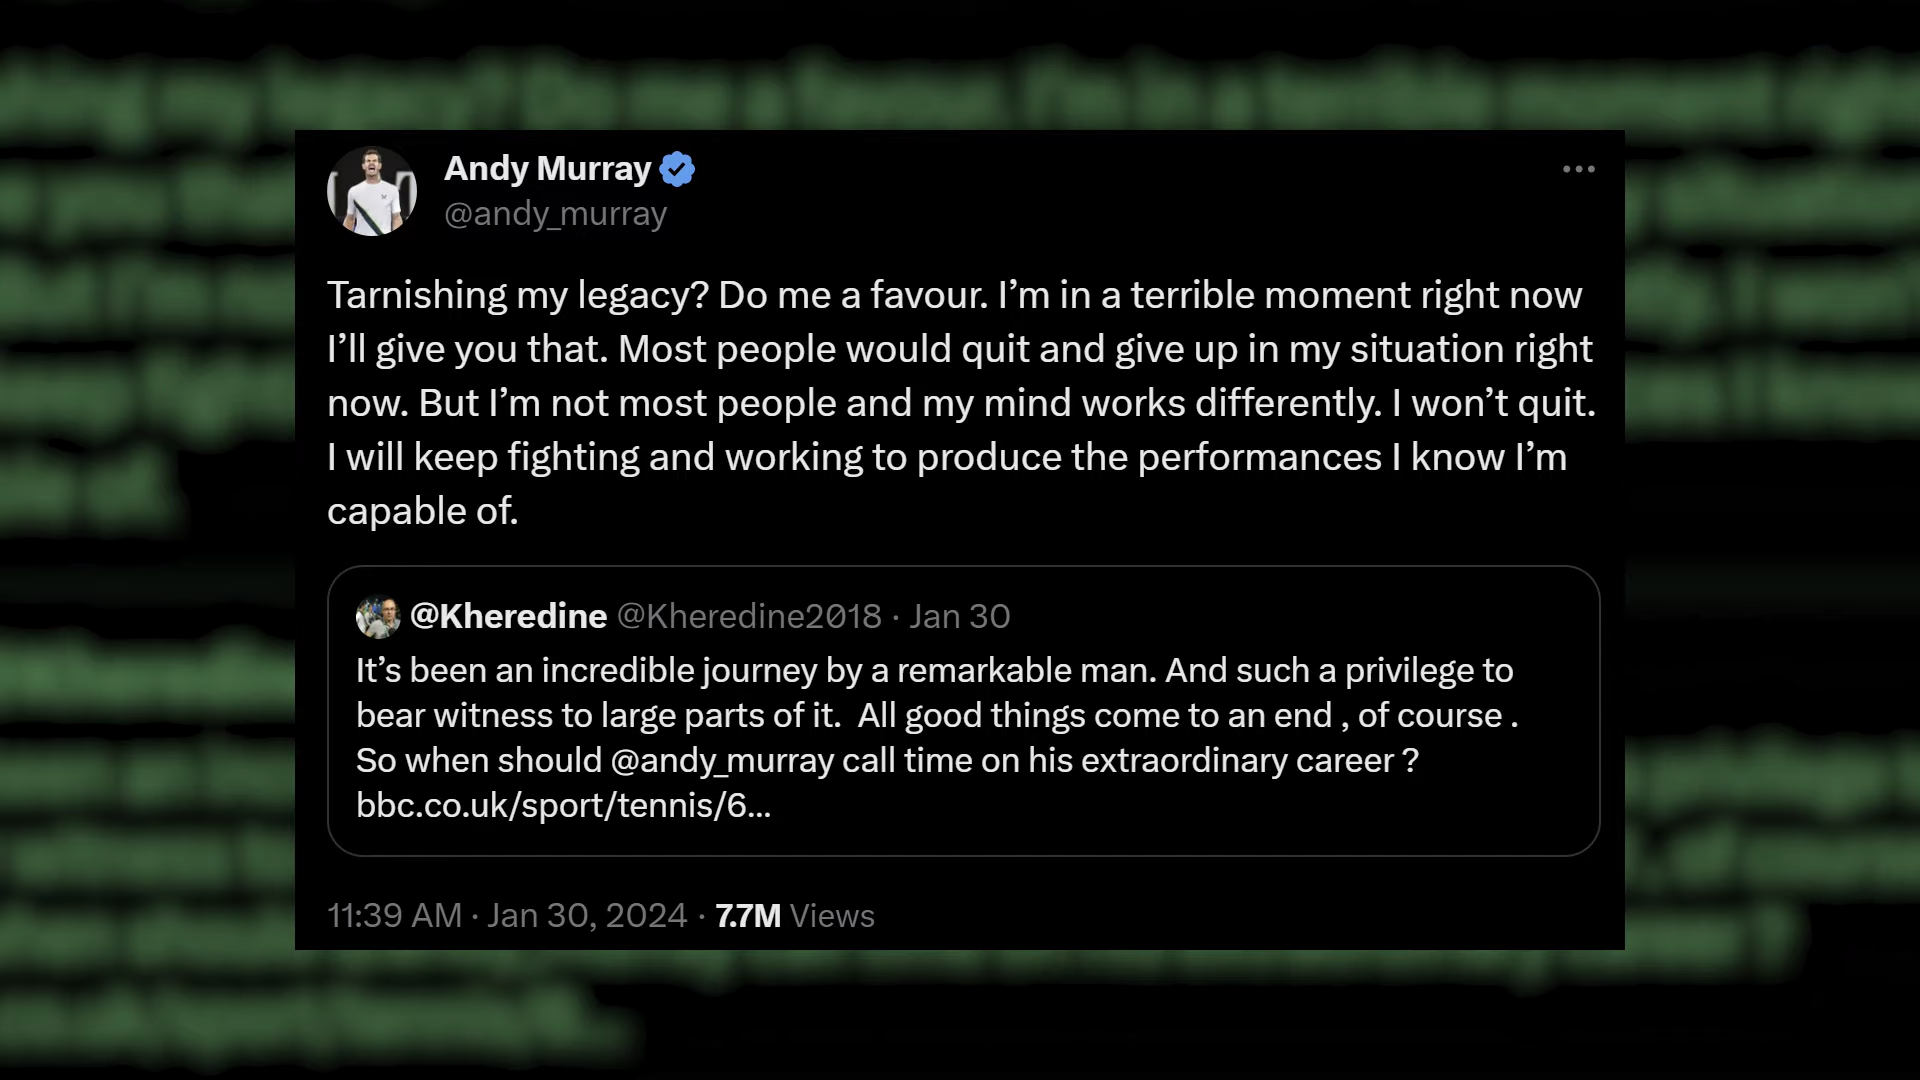 Andy Murray
@andy_murray
Tarnishing my legacy? Do me a favour. I’m in a terrible moment right now
I’ll give you that. Most people would quit and give up in my situation right
now. But I’m not most people and my mind works differently. I won’t quit.
I will keep fighting and working to produce the performances I know I’m
capable of.
@Kheredine @Kheredine2018 · Jan 30
It’s been an incredible journey by a remarkable man. And such a privilege to
bear witness to large parts of it.  All good things come to an end , of course .
So when should @andy_murray call time on his extraordinary career ?
bbc.co.uk/sport/tennis/6…
11:39 AM · Jan 30, 2024 · 7.7M Views